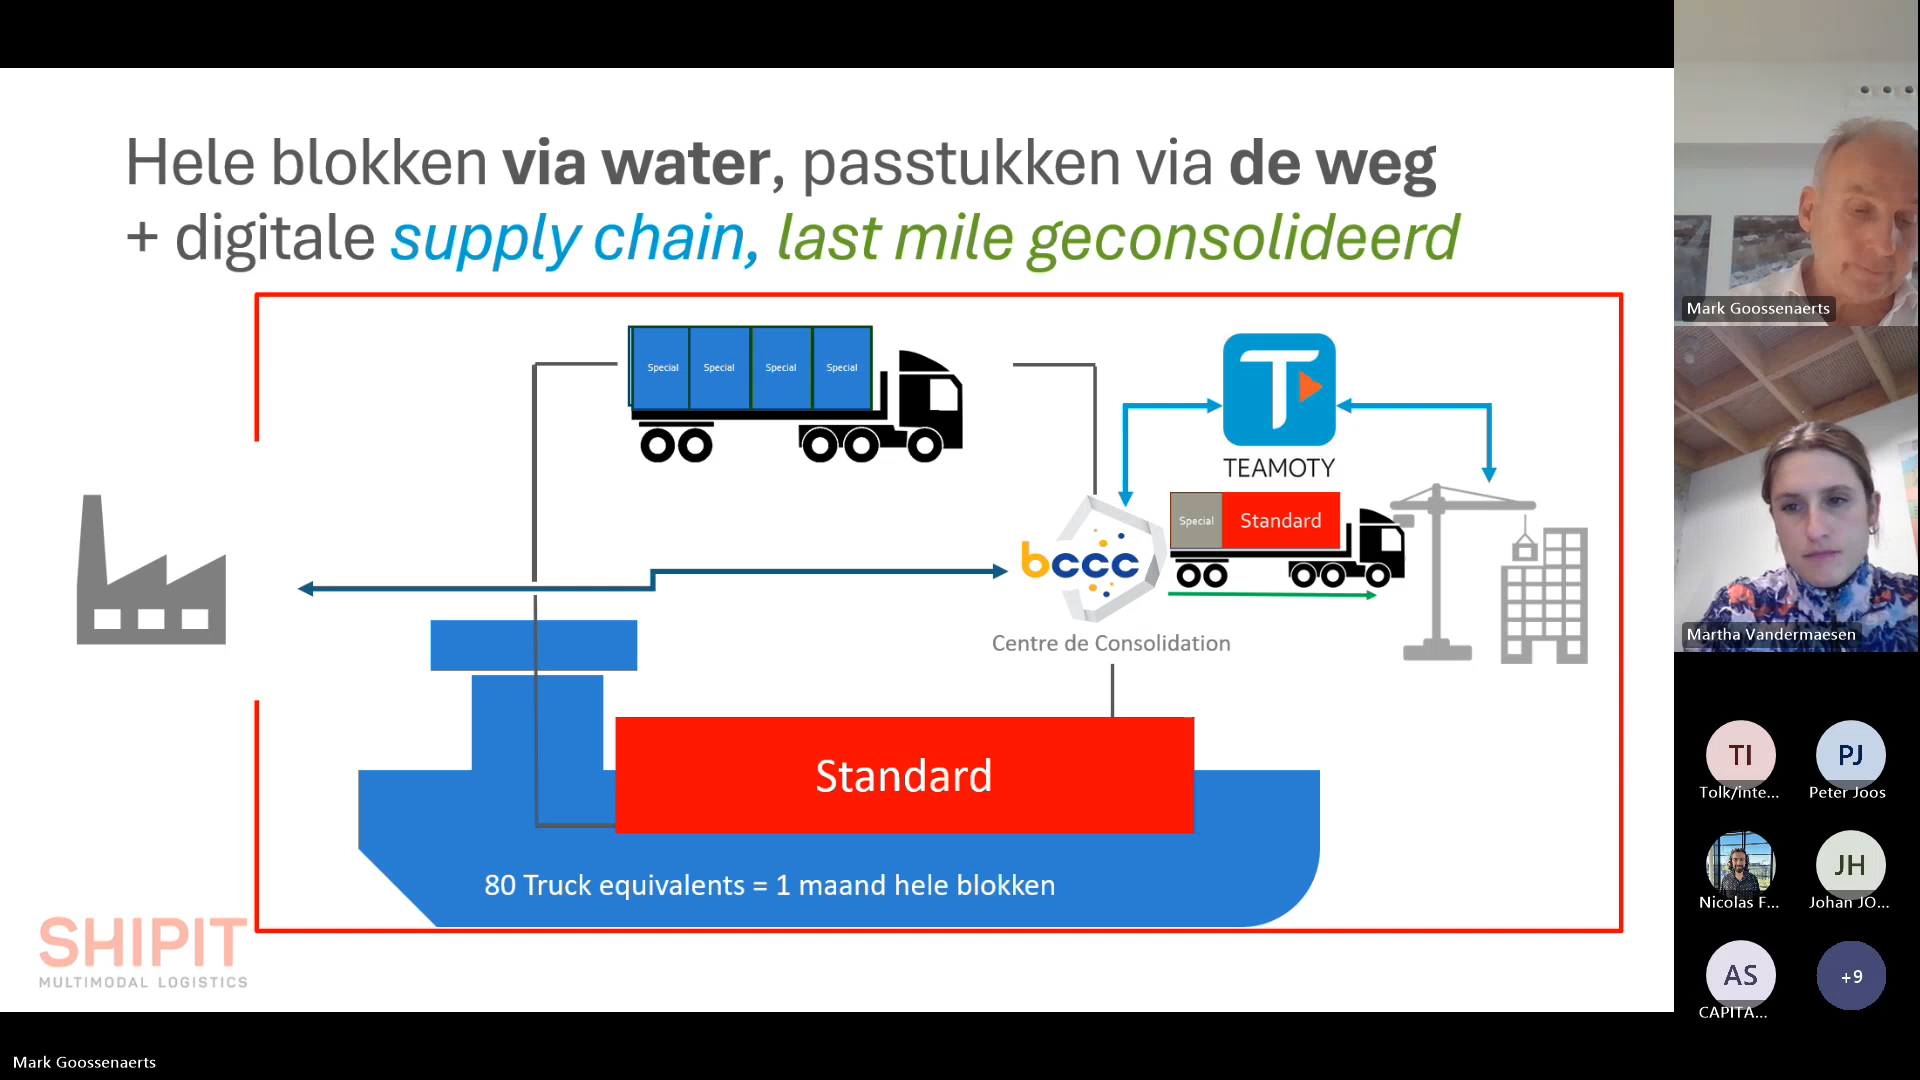 Hele blokken via water, passtukken via de weg
+ digitale supply chain, last mile geconsolideerd
Special
Special
Special
Special
TEAMOTY
Special
Standard
bccc
Centre de Consolidation
Standard
80 Truck equivalents = 1 maand hele blokken
SHIPIT
MULTIMODAL LOGISTICS
Mark Goossenaerts
Mark Goossenaerts
Martha Vandermaesen
TI
Tolk/inte...
PJ
Peter Joos
Nicolas F...
JH
Johan JO...
AS
CAPITA...
+9